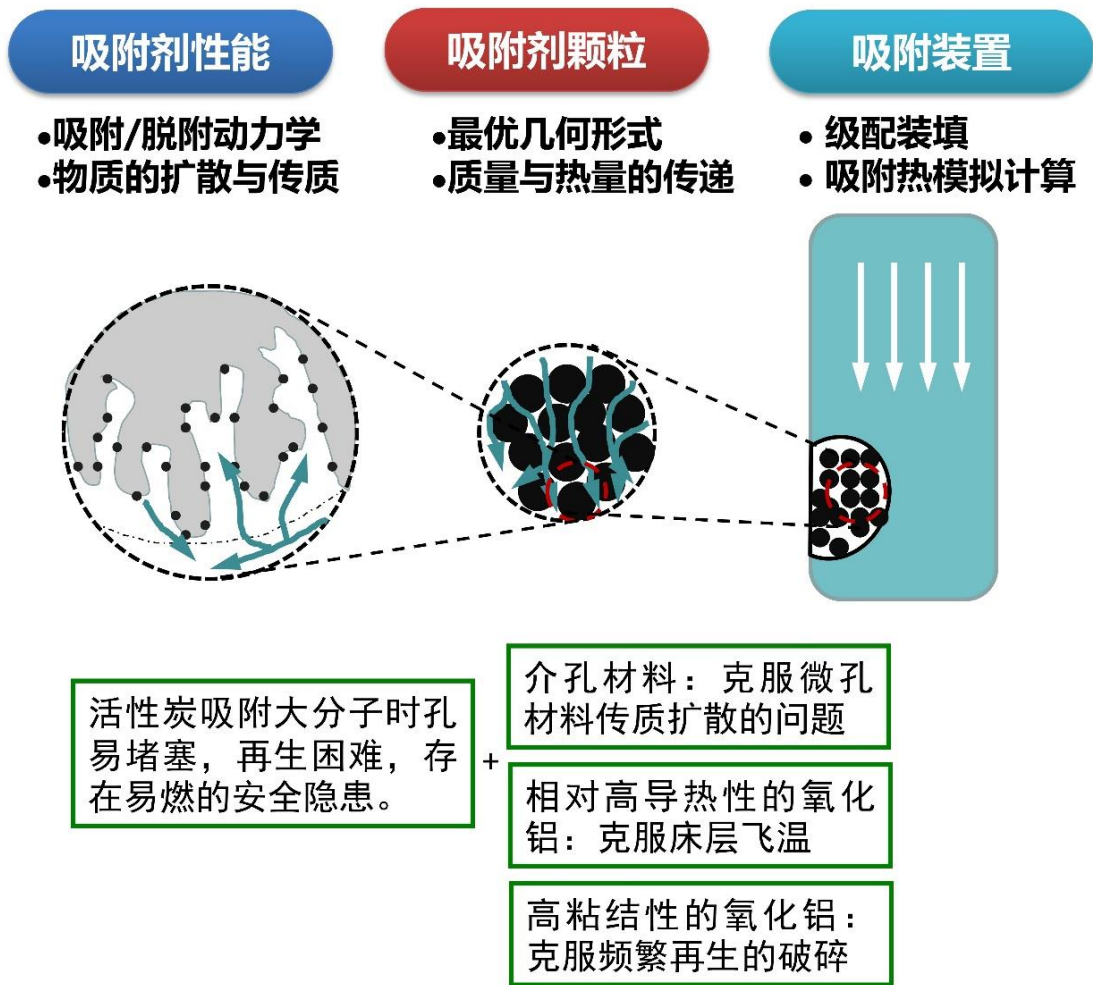 吸附剂性能
吸附剂颗粒
吸附装置
•吸附/脱附动力学
•物质的扩散与传质
•最优几何形式
•质量与热量的传递
• 级配装填
• 吸附热模拟计算
活性炭吸附大分子时孔
易堵塞，再生困难，存
在易燃的安全隐患。
+
介孔材料：克服微孔
材料传质扩散的问题
相对高导热性的氧化
铝：克服床层飞温
高粘结性的氧化铝：
克服频繁再生的破碎